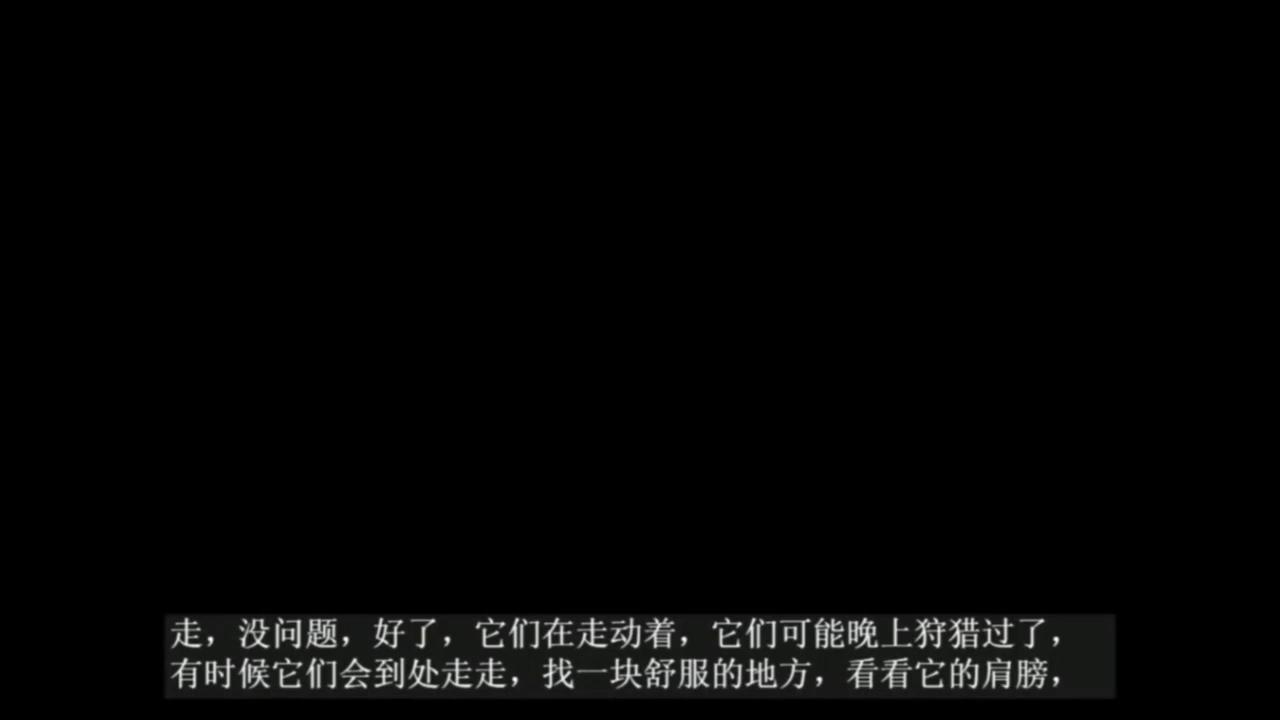 走，没问题，好了，它们在走动着，它们可能晚上狩猎过了，
有时候它们会到处走走，找一块舒服的地方，看看它的肩膀，